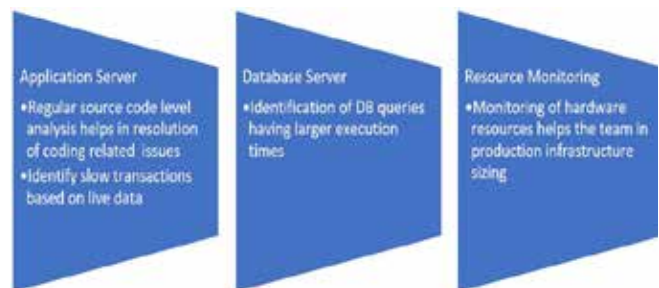 Application Server
•Regular source code level
analysis helps in resolution
of coding related issues
•Identify slow transactions
based on live data
Database Server
•Identification of DB queries
having larger execution
times
Resource Monitoring
•Monitoring of hardware
resources helps the team in
production infrastructure
sizing